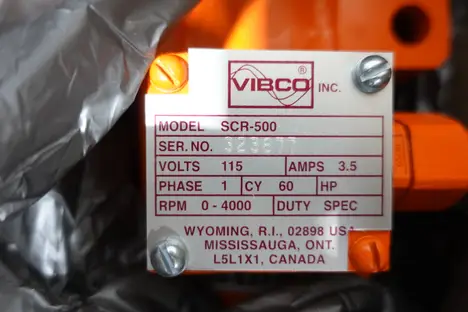 VIBCO ® INC.
MODEL SCR-500
SER. NO. 323677
VOLTS 115 AMPS 3.5
PHASE 1 CY 60 HP
RPM 0-4000 DUTY SPEC
WYOMING, R.I., 02898 USA
MISSISSAUGA, ONT.
L5L1X1, CANADA